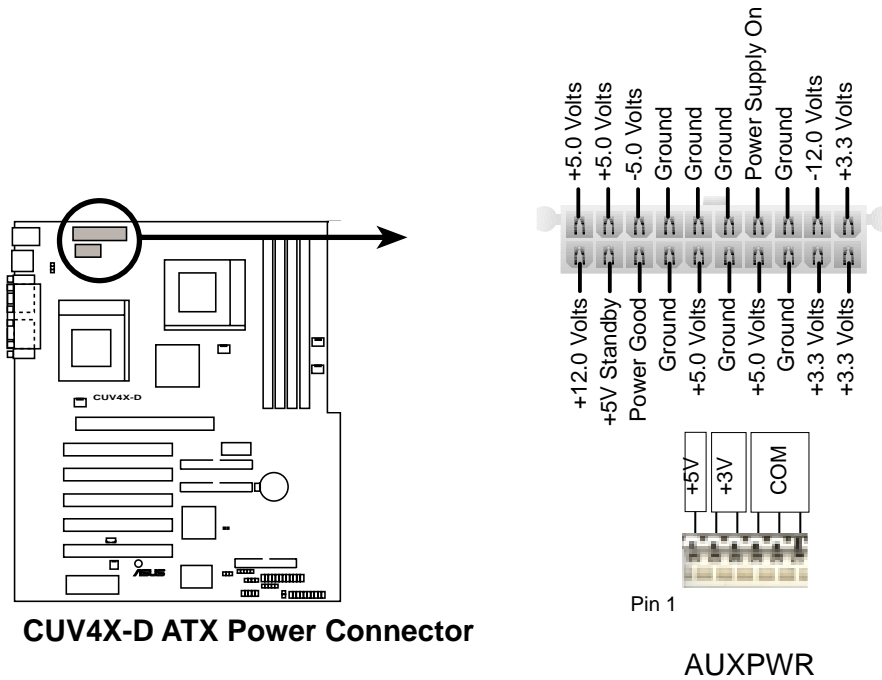 +5.0 Volts
+5.0 Volts
-5.0 Volts
Ground
Ground
Ground
Power Supply On
Ground
-12.0 Volts
+3.3 Volts
+12.0 Volts
+5V Standby
Power Good
Ground
+5.0 Volts
Ground
+5.0 Volts
Ground
+3.3 Volts
+3.3 Volts
CUV4X-D
ASUS
+5V
+3V
COM
Pin 1
CUV4X-D ATX Power Connector
AUXPWR